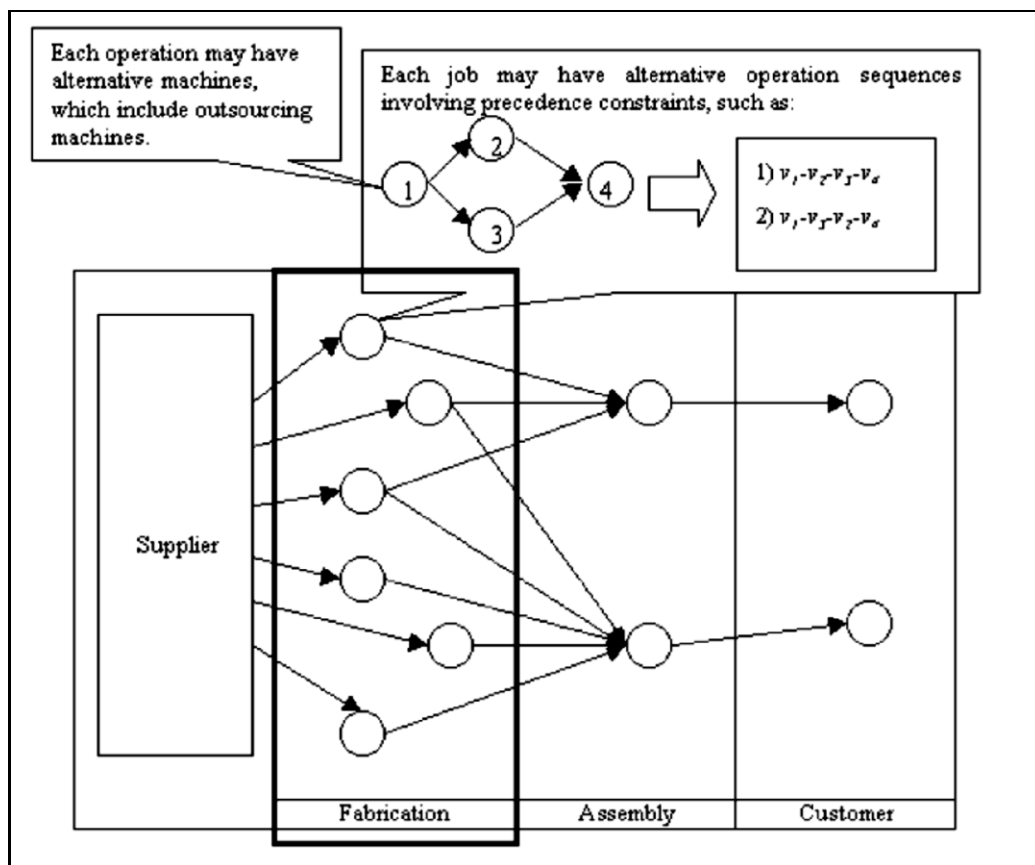 Each operation may have
alternative machines,
which include outsourcing
machines.
Each job may have alternative operation sequences
involving precedence constraints, such as:
1
2
3
4
1) v₁-v₂-v₃-v₄
2) v₁-v₃-v₂-v₄
Supplier
Fabrication
Assembly
Customer